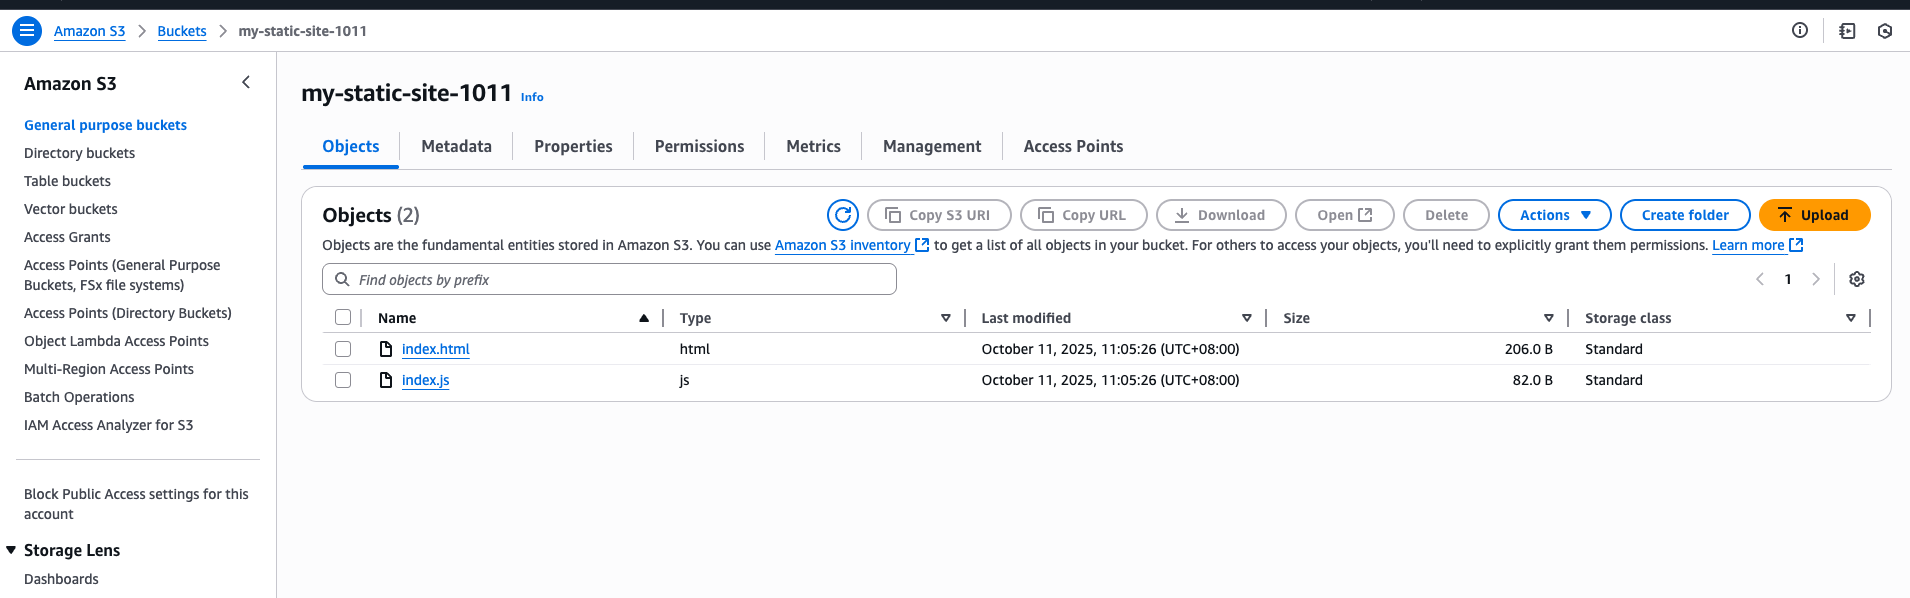 Amazon S3 > Buckets > my-static-site-1011
Amazon S3
General purpose buckets
Directory buckets
Table buckets
Vector buckets
Access Grants
Access Points (General Purpose
Buckets, FSx file systems)
Access Points (Directory Buckets)
Object Lambda Access Points
Multi-Region Access Points
Batch Operations
IAM Access Analyzer for S3
Block Public Access settings for this
account
Storage Lens
Dashboards
my-static-site-1011 Info
Objects Metadata Properties Permissions Metrics Management Access Points
Objects (2) Copy S3 URI Copy URL Download Open Delete Actions Create folder Upload
Objects are the fundamental entities stored in Amazon S3. You can use Amazon S3 inventory to get a list of all objects in your bucket. For others to access your objects, you'll need to explicitly grant them permissions. Learn more
Find objects by prefix 1
Name Type Last modified Size Storage class
index.html html October 11, 2025, 11:05:26 (UTC+08:00) 206.0 B Standard
index.js js October 11, 2025, 11:05:26 (UTC+08:00) 82.0 B Standard